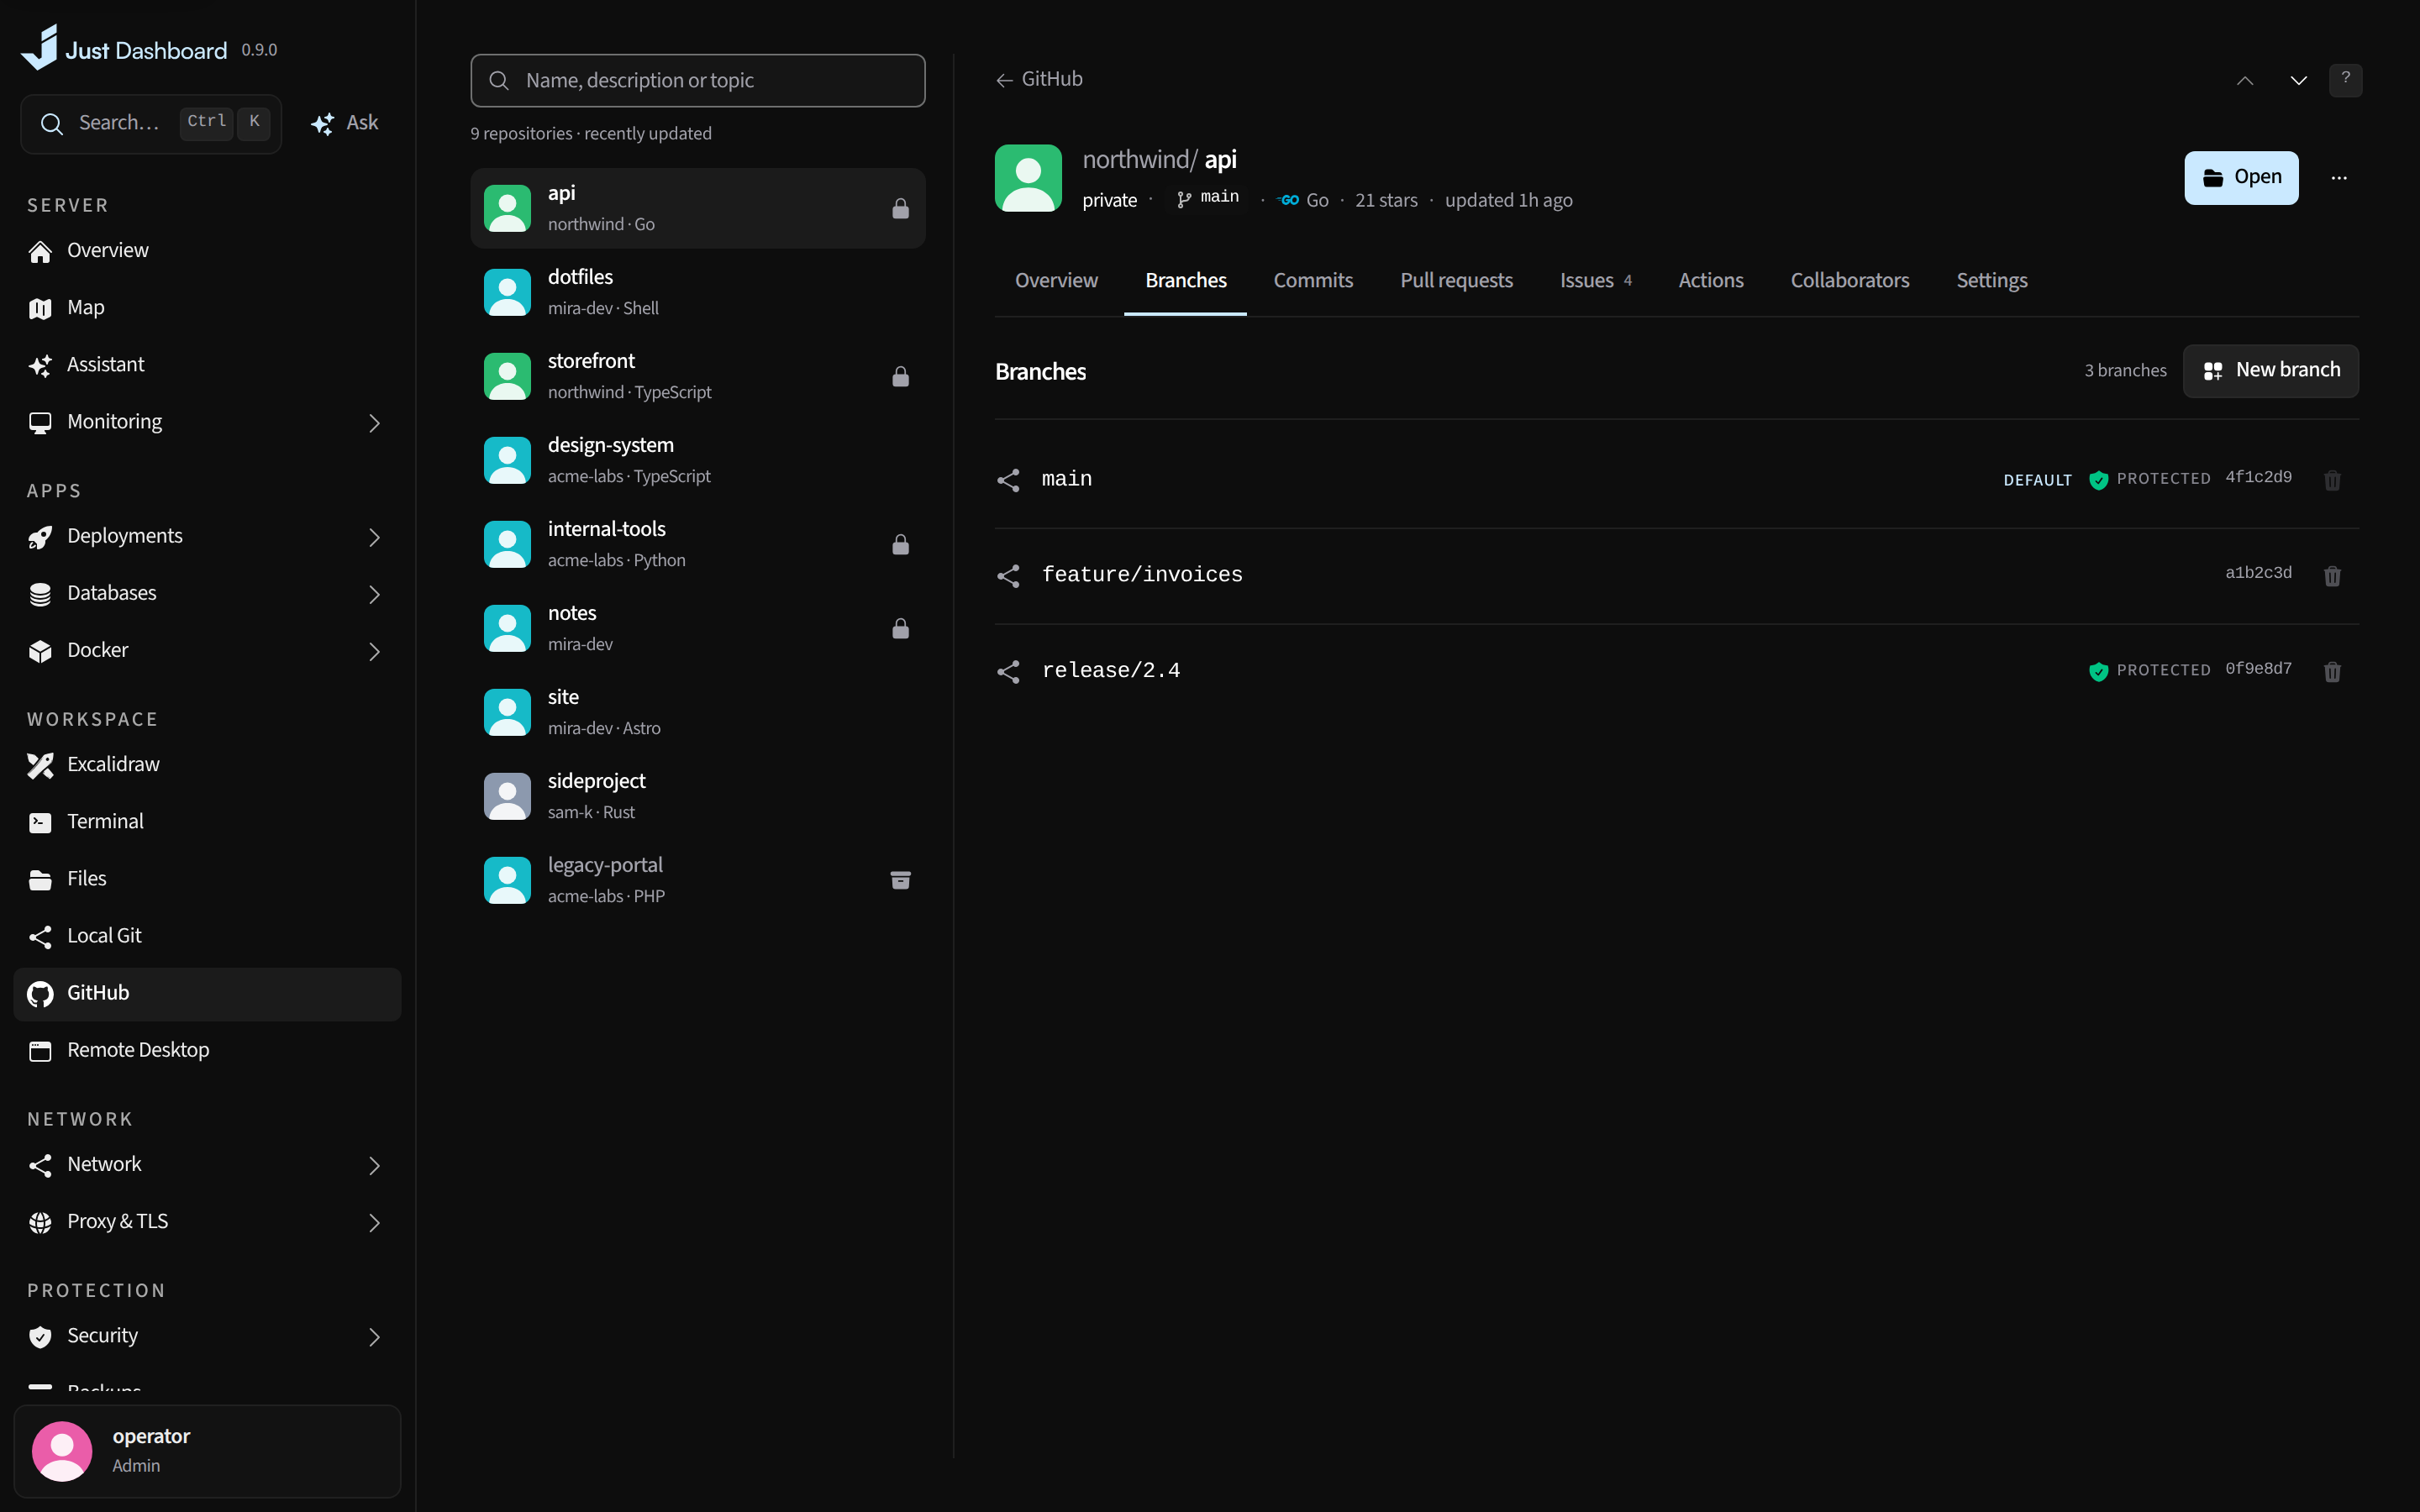 Just Dashboard 0.9.0
Search… Ctrl K Ask
SERVER
Overview
Map
Assistant
Monitoring
APPS
Deployments
Databases
Docker
WORKSPACE
Excalidraw
Terminal
Files
Local Git
GitHub
Remote Desktop
NETWORK
Network
Proxy & TLS
PROTECTION
Security
Backups
operator
Admin
Name, description or topic
9 repositories · recently updated
api
northwind · Go
dotfiles
mira-dev · Shell
storefront
northwind · TypeScript
design-system
acme-labs · TypeScript
internal-tools
acme-labs · Python
notes
mira-dev
site
mira-dev · Astro
sideproject
sam-k · Rust
legacy-portal
acme-labs · PHP
← GitHub ?
northwind/ api
private · main · GO Go · 21 stars · updated 1h ago
Open ···
Overview Branches Commits Pull requests Issues 4 Actions Collaborators Settings
Branches 3 branches New branch
main DEFAULT PROTECTED 4f1c2d9
feature/invoices a1b2c3d
release/2.4 PROTECTED 0f9e8d7